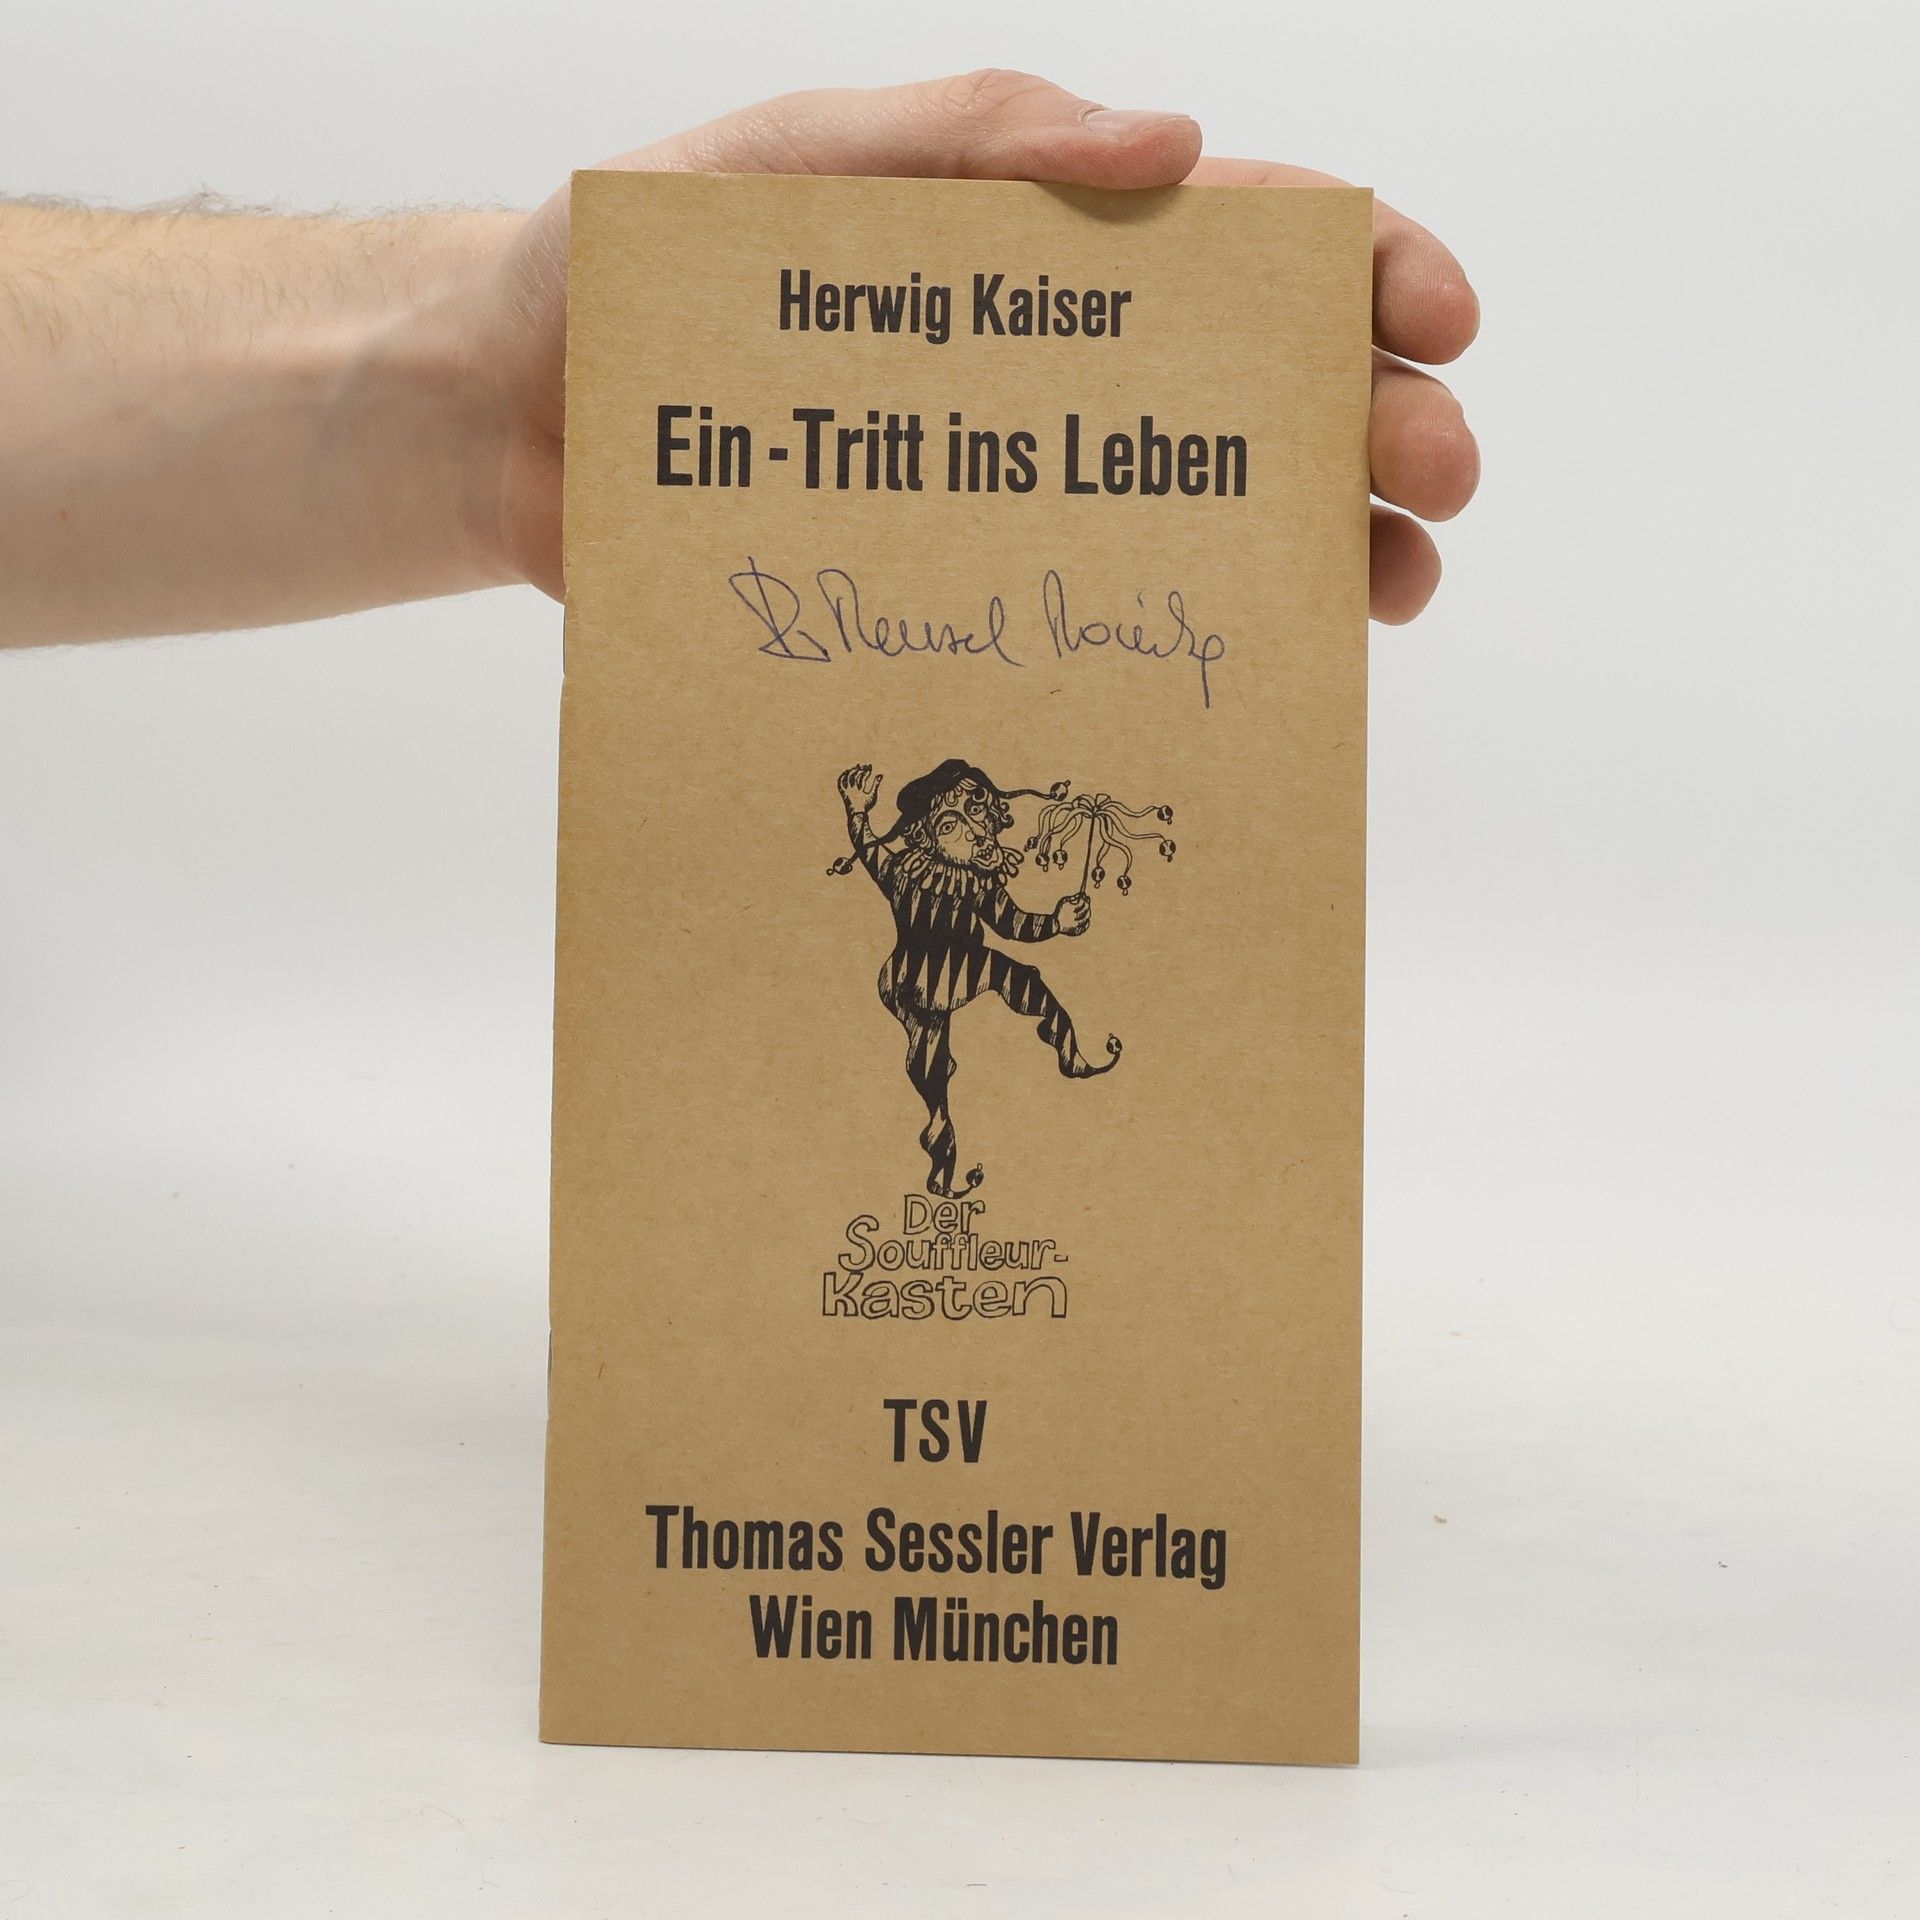 Herwig Kaiser
Ein-Tritt ins Leben
Der
Souffleur-
Kasten
TSV
Thomas Sessler Verlag
Wien München